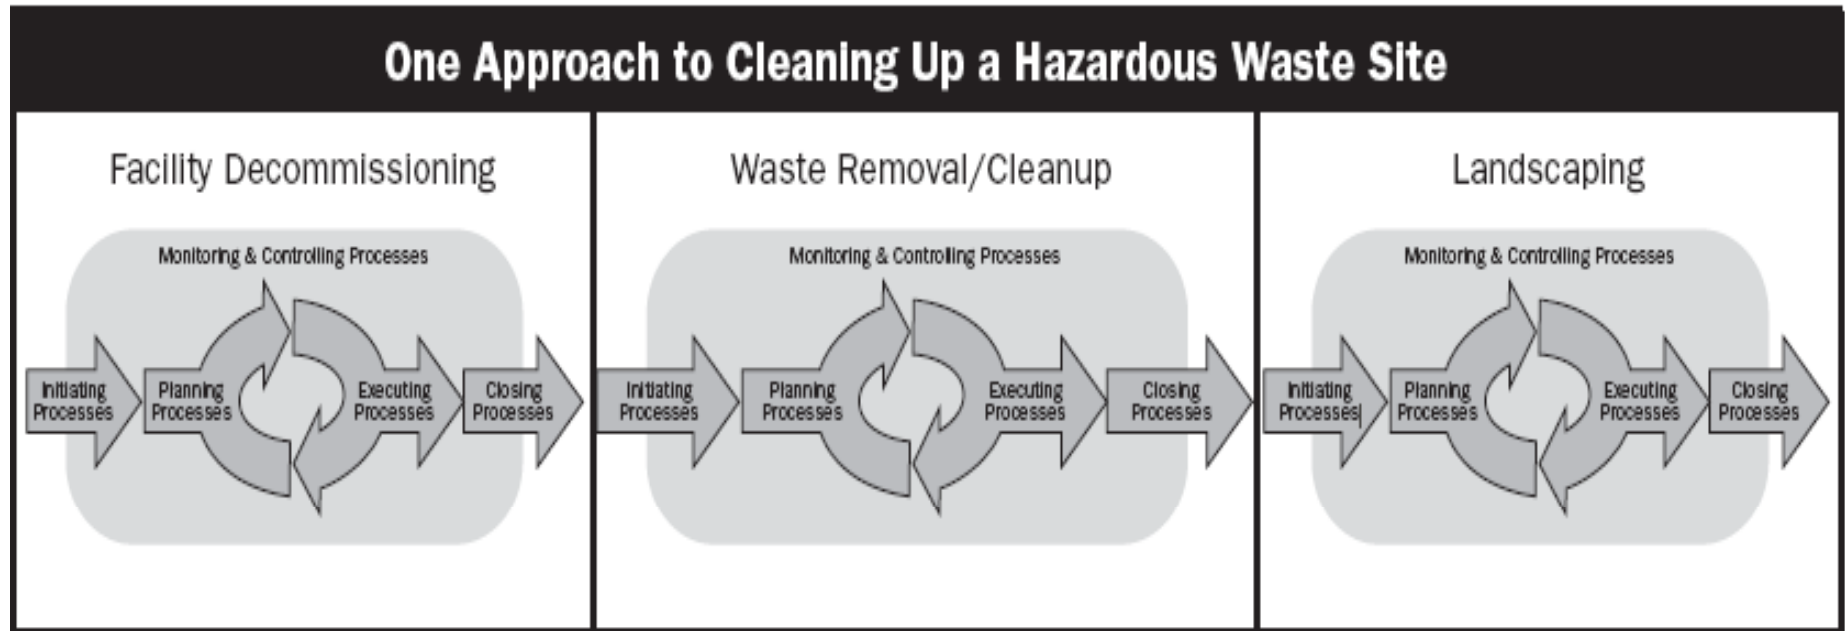 One Approach to Cleaning Up a Hazardous Waste Site
Facility Decommissioning
Monitoring & Controlling Processes
Initiating
Processes
Planning
Processes
Executing
Processes
Closing
Processes
Waste Removal/Cleanup
Monitoring & Controlling Processes
Initiating
Processes
Planning
Processes
Executing
Processes
Closing
Processes
Landscaping
Monitoring & Controlling Processes
Initiating
Processes
Planning
Processes
Executing
Processes
Closing
Processes